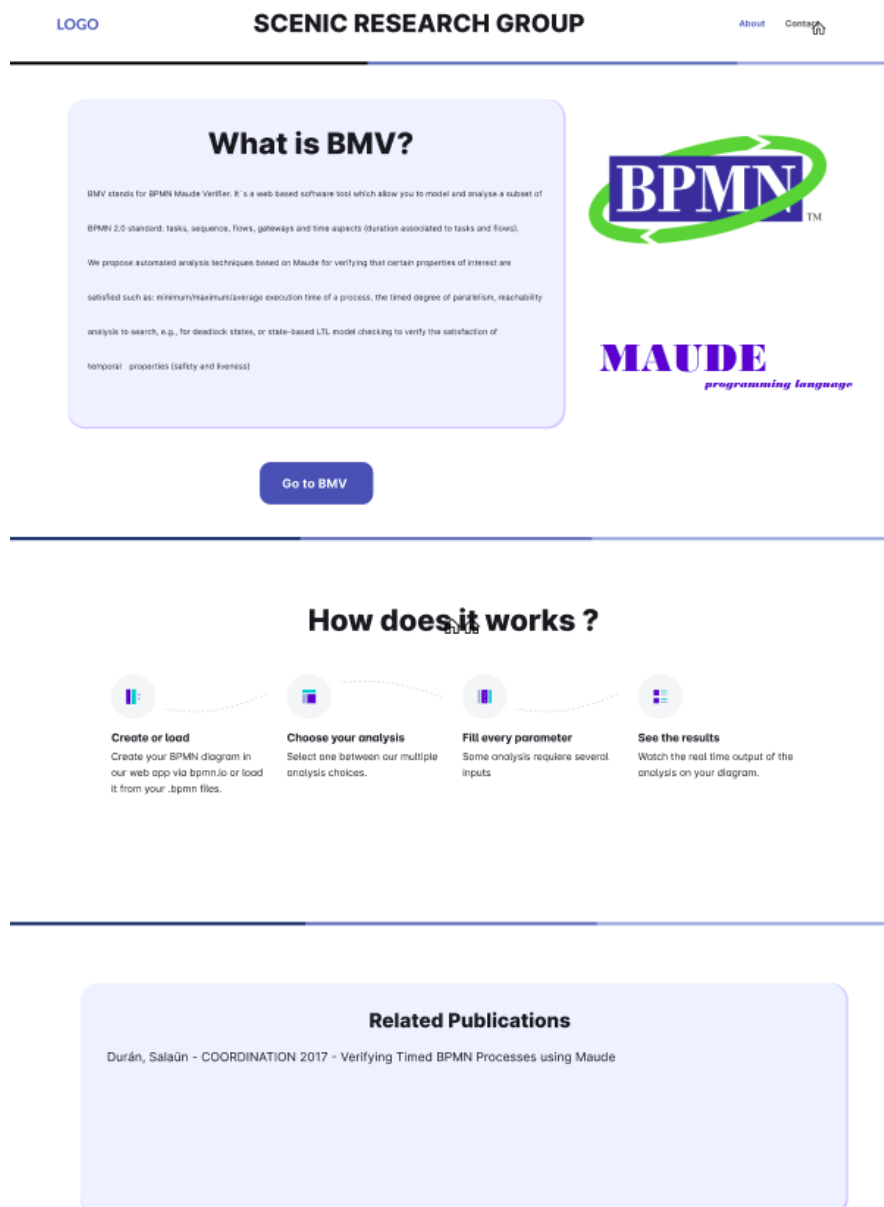 LOGO
SCENIC RESEARCH GROUP
About
Contact
What is BMV?
BMV stands for BPMN Maude Verifier. It´s a web based software tool which allow you to model and analyse a subset of
BPMN 2.0 standard: tasks, sequence, flows, gateways and time aspects (duration associated to tasks and flows).
We propose automated analysis techniques based on Maude for verifying that certain properties of interest are
satisfied such as: minimum/maximum/average execution time of a process, the timed degree of parallelism, reachability
analysis to search, e.g., for deadlock states, or state-based LTL model checking to verify the satisfaction of
temporal properties (safety and liveness)
BPMN
TM
MAUDE
programming language
Go to BMV
How does it works ?
Create or load
Create your BPMN diagram in
our web app via bpmn.io or load
it from your .bpmn files.
Choose your analysis
Select one between our multiple
analysis choices.
Fill every parameter
Some analysis requiere several
inputs
See the results
Watch the real time output of the
analysis on your diagram.
Related Publications
Durán, Salaün - COORDINATION 2017 - Verifying Timed BPMN Processes using Maude